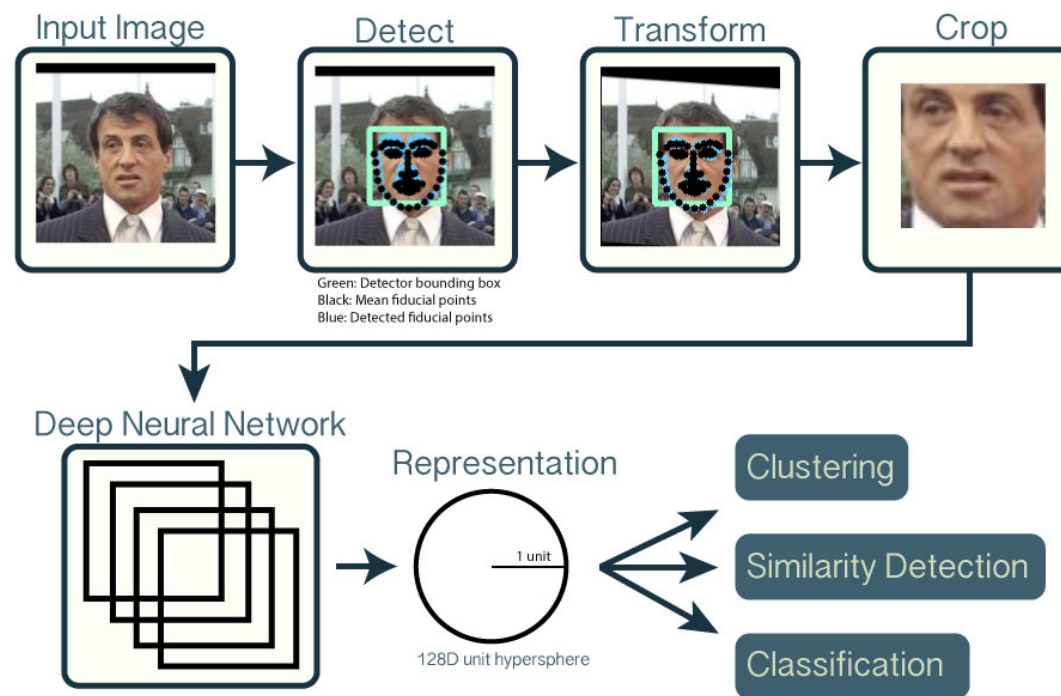 Input Image
Detect
Transform
Crop
Green: Detector bounding box
Black: Mean fiducial points
Blue: Detected fiducial points
Deep Neural Network
Representation
1 unit
128D unit hypersphere
Clustering
Similarity Detection
Classification